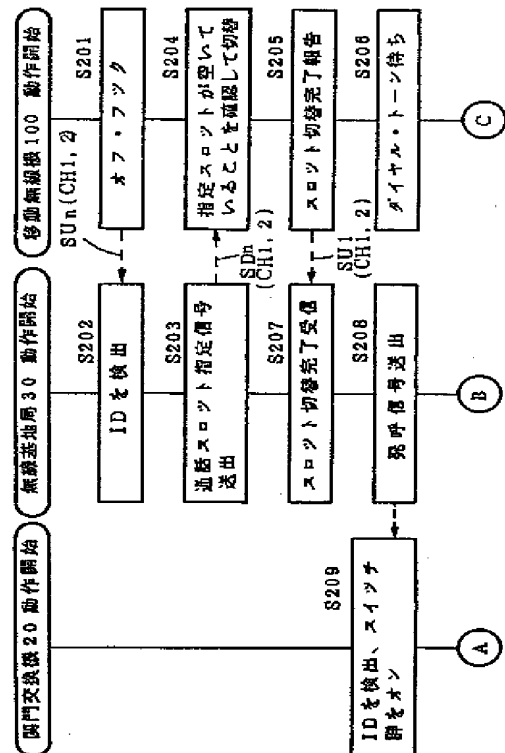 関門交換機20 動作開始
無線基地局30 動作開始
移動無線機100 動作開始
SUn(CH1,2)
S201
オフ・フック
S202
IDを検出
S203
通話スロット指定信号
送出
SDn
(CH1,2)
S204
指定スロットが空いて
いることを確認して切替
S205
スロット切替完了報告
SU1
(CH1,2)
S207
スロット切替完了受信
S206
ダイヤル・トーン待ち
S208
発呼信号送出
S209
IDを検出、スイッチ
群をオン
A
B
C